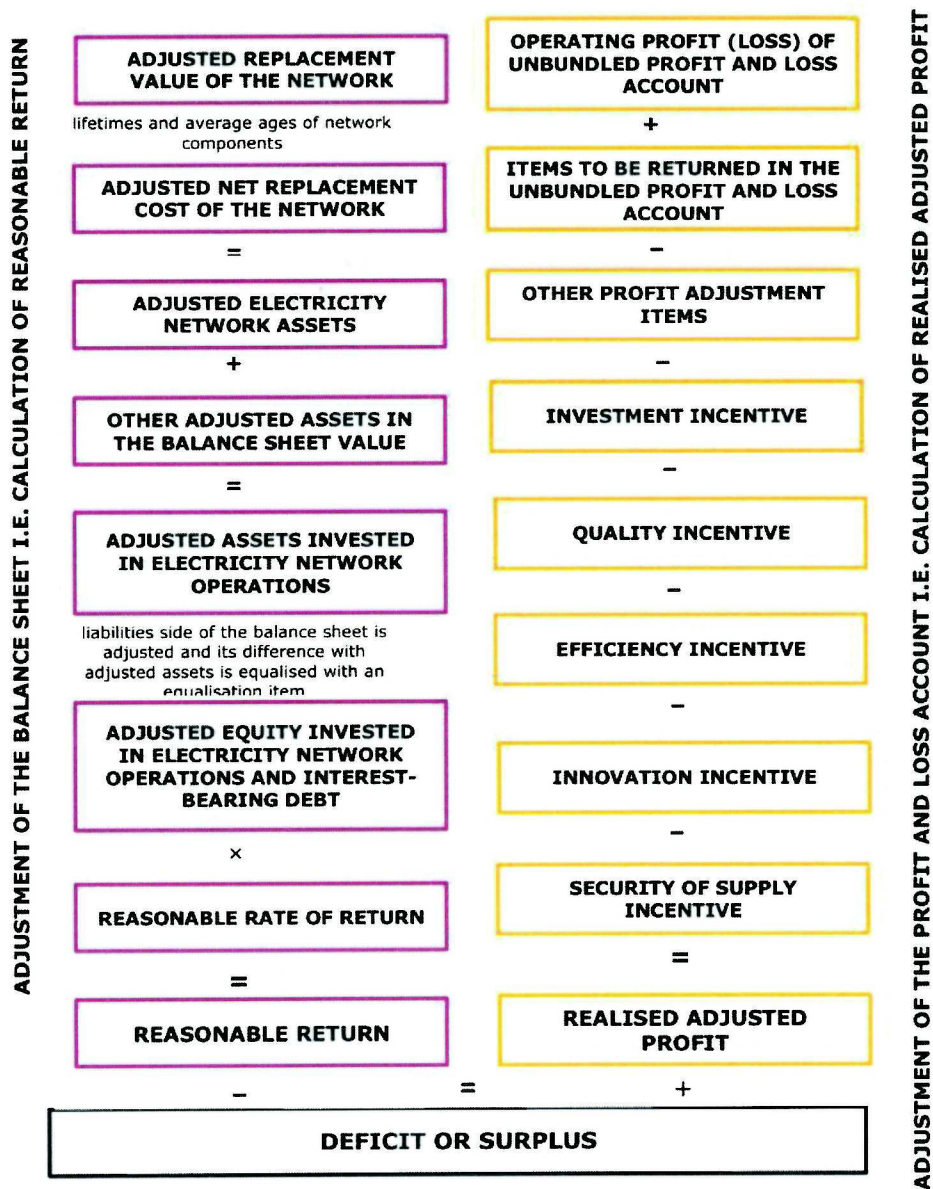 ADJUSTMENT OF THE BALANCE SHEET I.E. CALCULATION OF REASONABLE RETURN
ADJUSTED REPLACEMENT
VALUE OF THE NETWORK
lifetimes and average ages of network
components
ADJUSTED NET REPLACEMENT
COST OF THE NETWORK
=
ADJUSTED ELECTRICITY
NETWORK ASSETS
+
OTHER ADJUSTED ASSETS IN
THE BALANCE SHEET VALUE
=
ADJUSTED ASSETS INVESTED
IN ELECTRICITY NETWORK
OPERATIONS
liabilities side of the balance sheet is
adjusted and its difference with
adjusted assets is equalised with an
equalisation item
ADJUSTED EQUITY INVESTED
IN ELECTRICITY NETWORK
OPERATIONS AND INTEREST-
BEARING DEBT
×
REASONABLE RATE OF RETURN
=
REASONABLE RETURN
–
OPERATING PROFIT (LOSS) OF
UNBUNDLED PROFIT AND LOSS
ACCOUNT
+
ITEMS TO BE RETURNED IN THE
UNBUNDLED PROFIT AND LOSS
ACCOUNT
–
OTHER PROFIT ADJUSTMENT
ITEMS
–
INVESTMENT INCENTIVE
–
QUALITY INCENTIVE
–
EFFICIENCY INCENTIVE
–
INNOVATION INCENTIVE
–
SECURITY OF SUPPLY
INCENTIVE
=
REALISED ADJUSTED
PROFIT
= +
DEFICIT OR SURPLUS
ADJUSTMENT OF THE PROFIT AND LOSS ACCOUNT I.E. CALCULATION OF REALISED ADJUSTED PROFIT